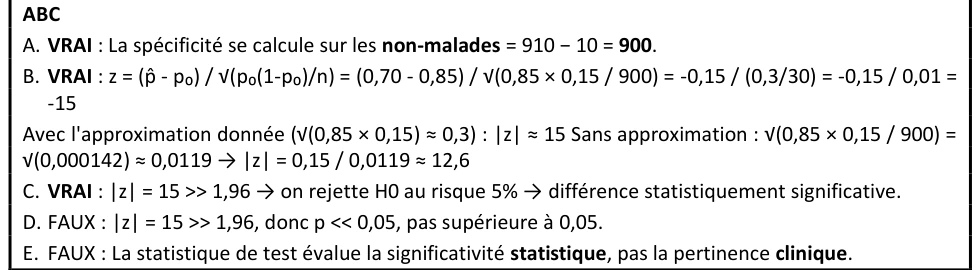 ABC
A. VRAI : La spécificité se calcule sur les non-malades = 910 − 10 = 900.
B. VRAI : z = (p̂ - p₀) / √(p₀(1-p₀)/n) = (0,70 - 0,85) / √(0,85 × 0,15 / 900) = -0,15 / (0,3/30) = -0,15 / 0,01 =
-15
Avec l'approximation donnée (√(0,85 × 0,15) ≈ 0,3) : |z| ≈ 15 Sans approximation : √(0,85 × 0,15 / 900) =
√(0,000142) ≈ 0,0119 → |z| = 0,15 / 0,0119 ≈ 12,6
C. VRAI : |z| = 15 >> 1,96 → on rejette H0 au risque 5% → différence statistiquement significative.
D. FAUX : |z| = 15 >> 1,96, donc p << 0,05, pas supérieure à 0,05.
E. FAUX : La statistique de test évalue la significativité statistique, pas la pertinence clinique.